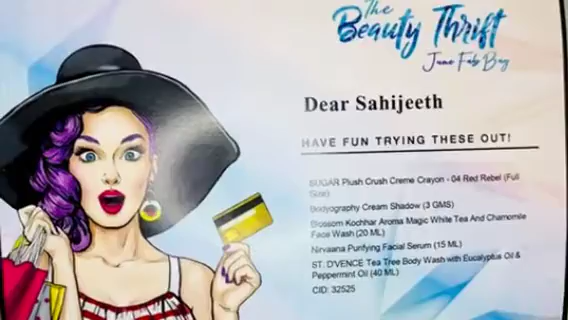 The
Beauty Thrift
June Fab Bag
Dear Sahijeeth
HAVE FUN TRYING THESE OUT!
SUGAR Plush Crush Creme Crayon - 04 Red Rebel (Full
Size)
Bodyography Cream Shadow (3 GMS)
Blossom Kochhar Aroma Magic White Tea And Chamomile
Face Wash (20 ML)
Nirvaana Purifying Facial Serum (15 ML)
ST. D'VENCE Tea Tree Body Wash with Eucalyptus Oil &
Peppermint Oil (40 ML)
CID: 32525